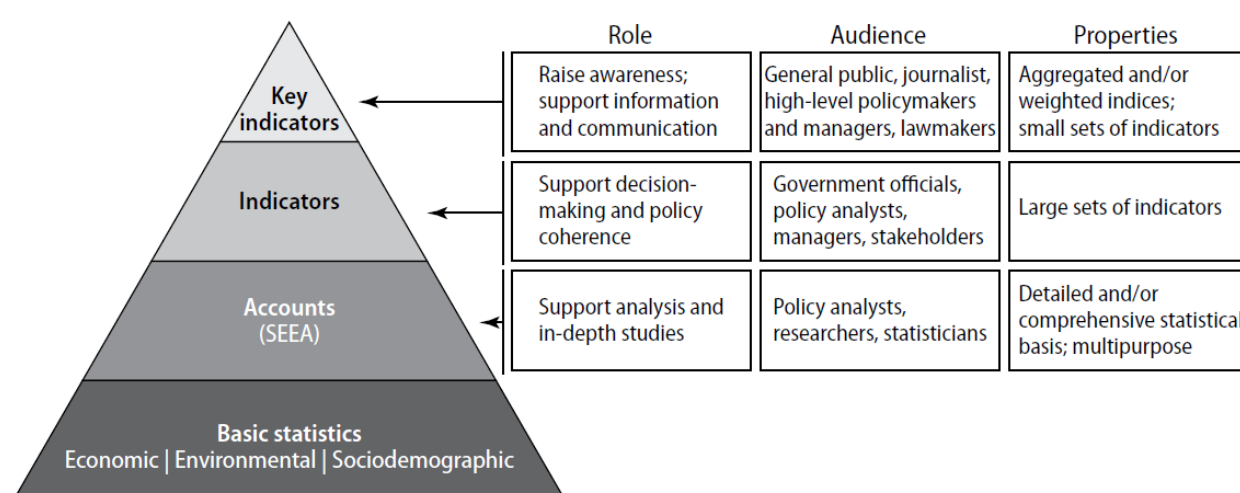 Role
Audience
Properties
Key
indicators
Raise awareness;
support information
and communication
General public, journalist,
high-level policymakers
and managers, lawmakers
Aggregated and/or
weighted indices;
small sets of indicators
Indicators
Support decision-
making and policy
coherence
Government officials,
policy analysts,
managers, stakeholders
Large sets of indicators
Accounts
(SEEA)
Support analysis and
in-depth studies
Policy analysts,
researchers, statisticians
Detailed and/or
comprehensive statistical
basis; multipurpose
Basic statistics
Economic | Environmental | Sociodemographic